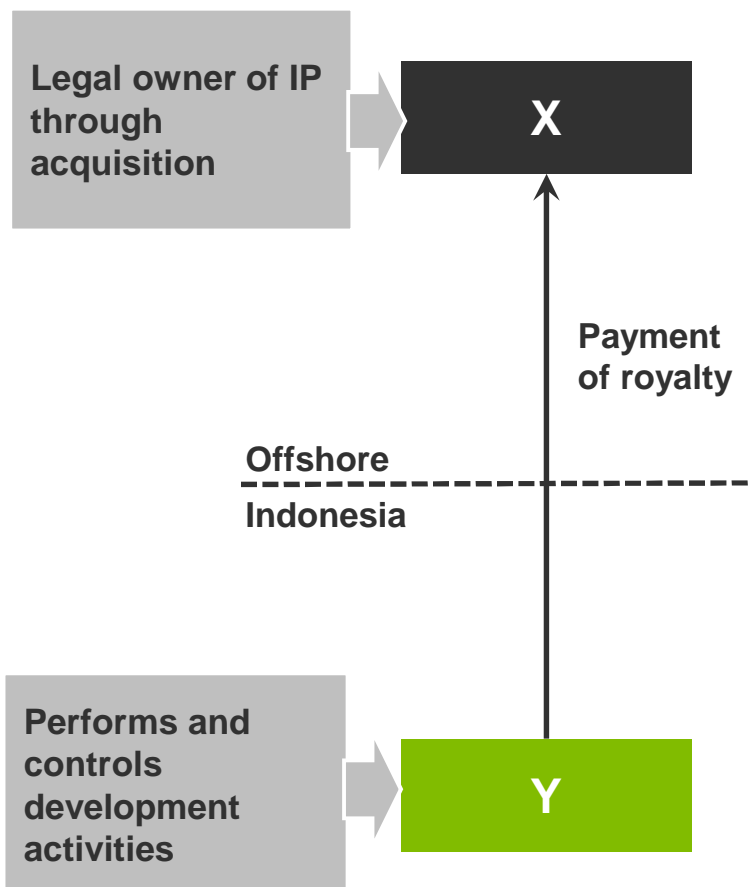 Legal owner of IP
through
acquisition
X
Payment
of royalty
Offshore
Indonesia
Performs and
controls
development
activities
Y